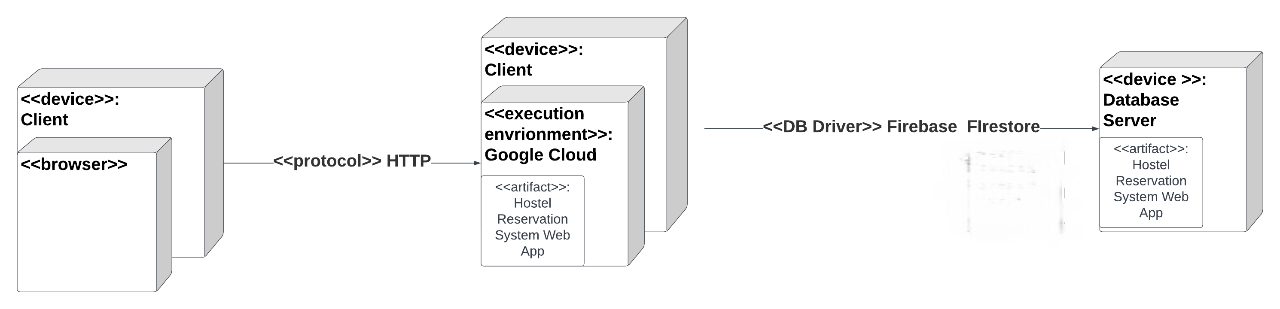 <<device>>:
Client
<<browser>>
<<protocol>> HTTP
<<device>>:
Client
<<execution
envrionment>>:
Google Cloud
<<artifact>>:
Hostel
Reservation
System Web
App
<<DB Driver>> Firebase FIrestore
<<device >>:
Database
Server
<<artifact>>:
Hostel
Reservation
System Web
App